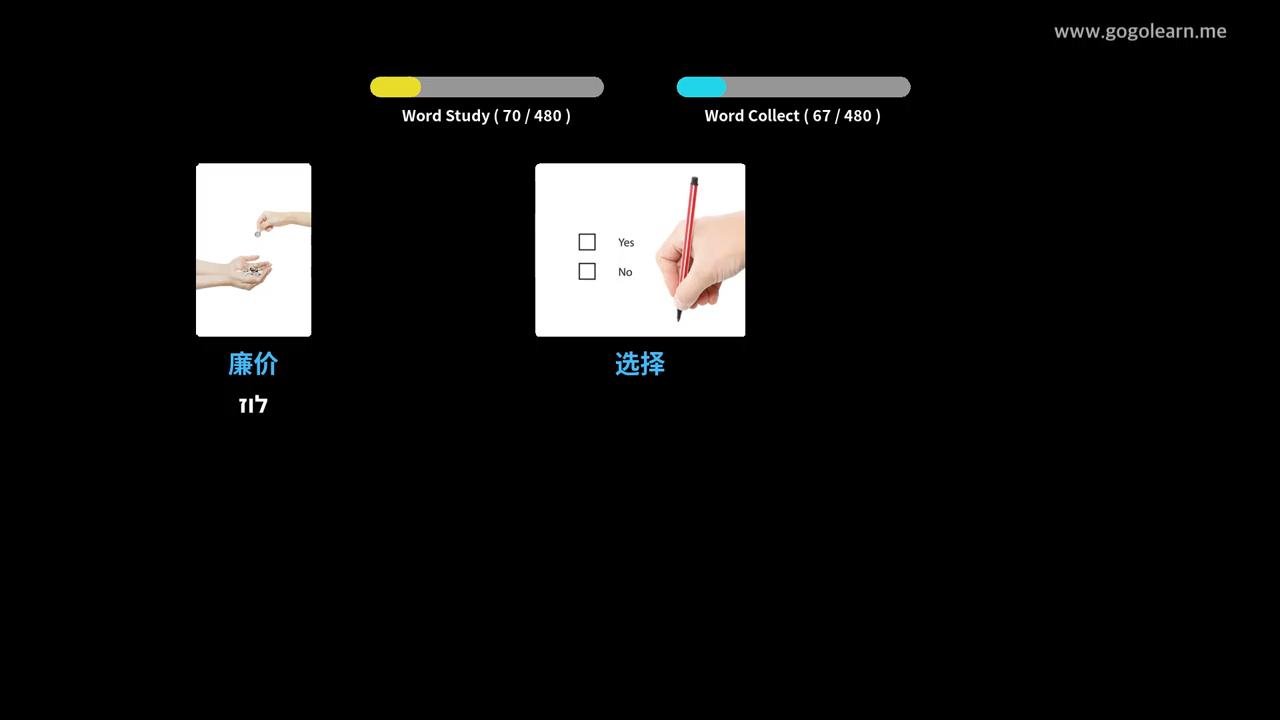 www.gogolearn.me
Word Study ( 70 / 480 )
Word Collect ( 67 / 480 )
Yes
No
廉价
选择
לוז